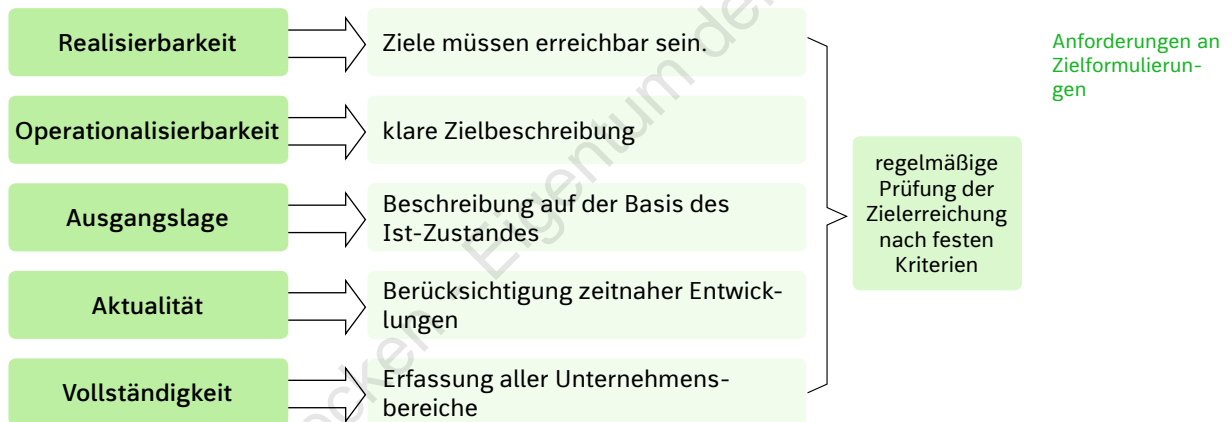 Realisierbarkeit
Ziele müssen erreichbar sein.
Anforderungen an
Zielformulierun-
gen
Operationalisierbarkeit
klare Zielbeschreibung
Ausgangslage
Beschreibung auf der Basis des
Ist-Zustandes
Aktualität
Berücksichtigung zeitnaher Entwick-
lungen
Vollständigkeit
Erfassung aller Unternehmens-
bereiche
regelmäßige
Prüfung der
Zielerreichung
nach festen
Kriterien
Eigentum